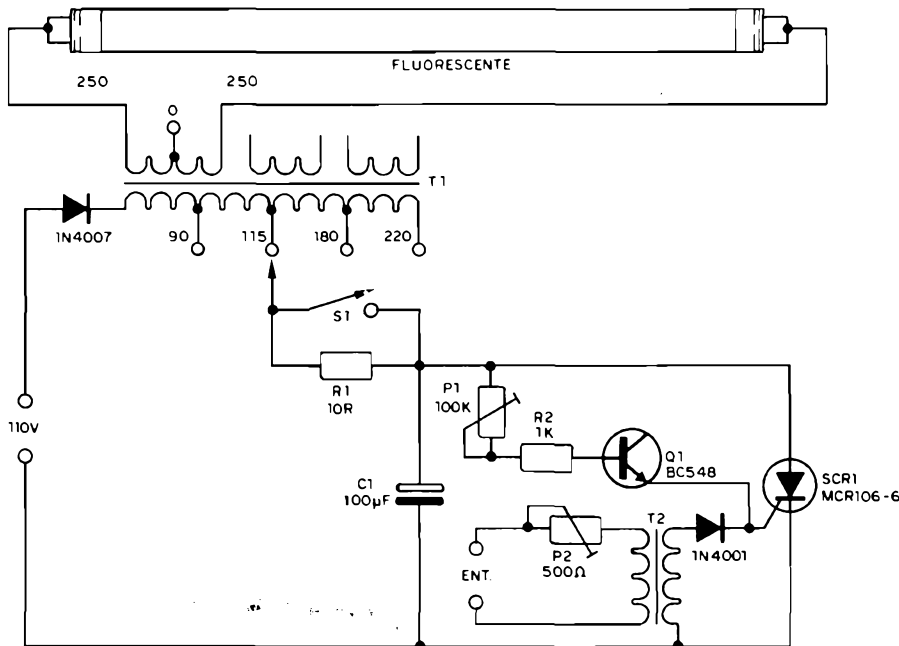 FLUORESCENTE
250
250
0
T1
1N4007
90
115
180
220
S1
R1
10R
P1
100K
R2
1K
110V
Q1
BC548
SCR1
MCR106-6
C1
100µF
T2
1N4001
P2
500Ω
ENT.